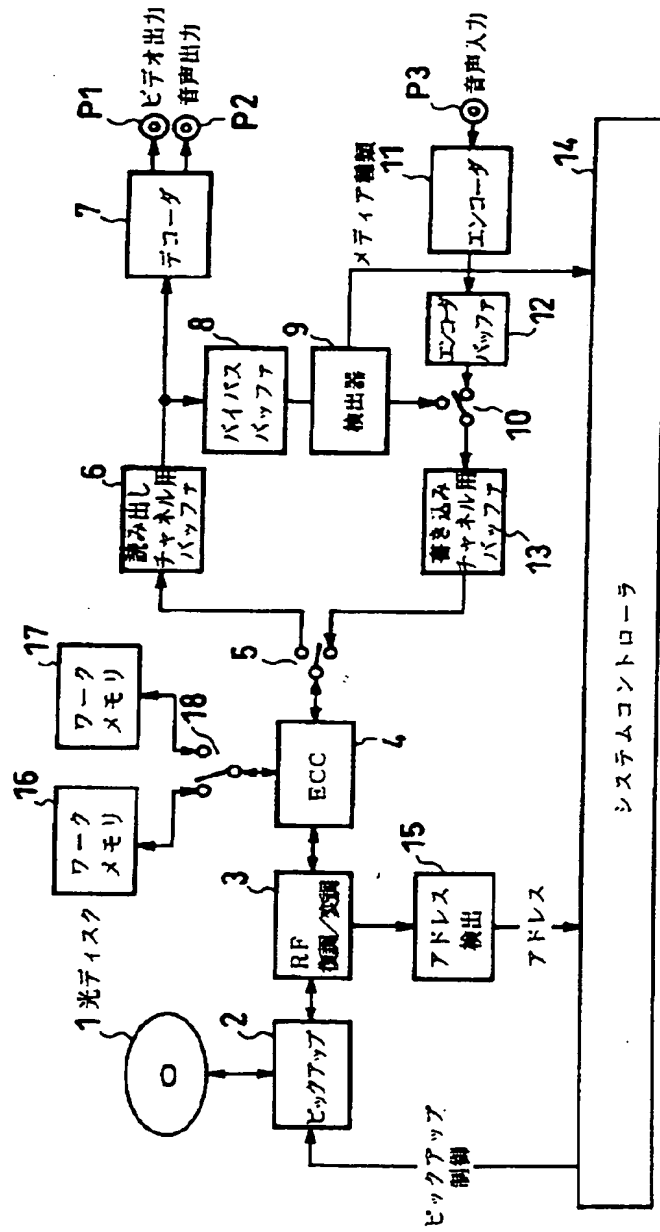 1 光ディスク
2
ピックアップ
3
RF
復調/変調
4
ECC
5
6
読み出し
チャネル用
バッファ
7
デコーダ
P1
ビデオ出力
音声出力
P2
8
バイパス
バッファ
9
検出器
メディア種類
10
11
エンコーダ
P3
音声入力
12
エンコーダ
バッファ
13
書き込み
チャネル用
バッファ
14
システムコントローラ
15
アドレス
検出
アドレス
16
ワーク
メモリ
17
ワーク
メモリ
18
ピックアップ
制御